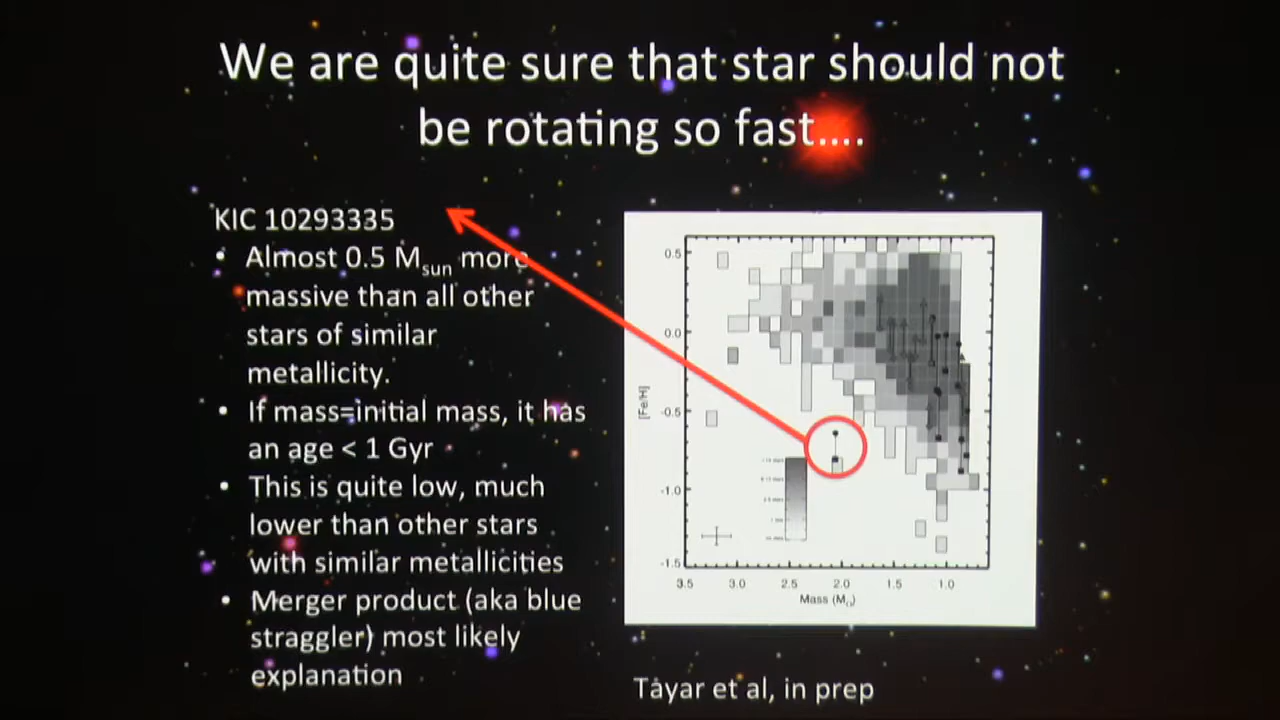 We are quite sure that star should not
be rotating so fast....
KIC 10293335
• Almost 0.5 Msun more
massive than all other
stars of similar
metallicity.
• If mass=initial mass, it has
an age < 1 Gyr
• This is quite low, much
lower than other stars
with similar metallicities
• Merger product (aka blue
straggler) most likely
explanation
[Fe/H]
0.5
0.0
-0.5
-1.0
-1.5
3.5 3.0 2.5 2.0 1.5 1.0
Mass (M⊙)
Tayar et al, in prep